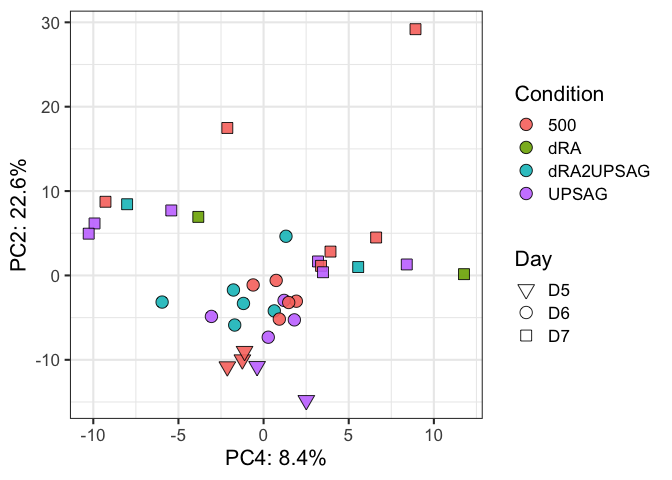 30
20
10
0
-10
-10
-5
0
5
10
PC2: 22.6%
PC4: 8.4%
Condition
500
dRA
dRA2UPSAG
UPSAG
Day
D5
D6
D7